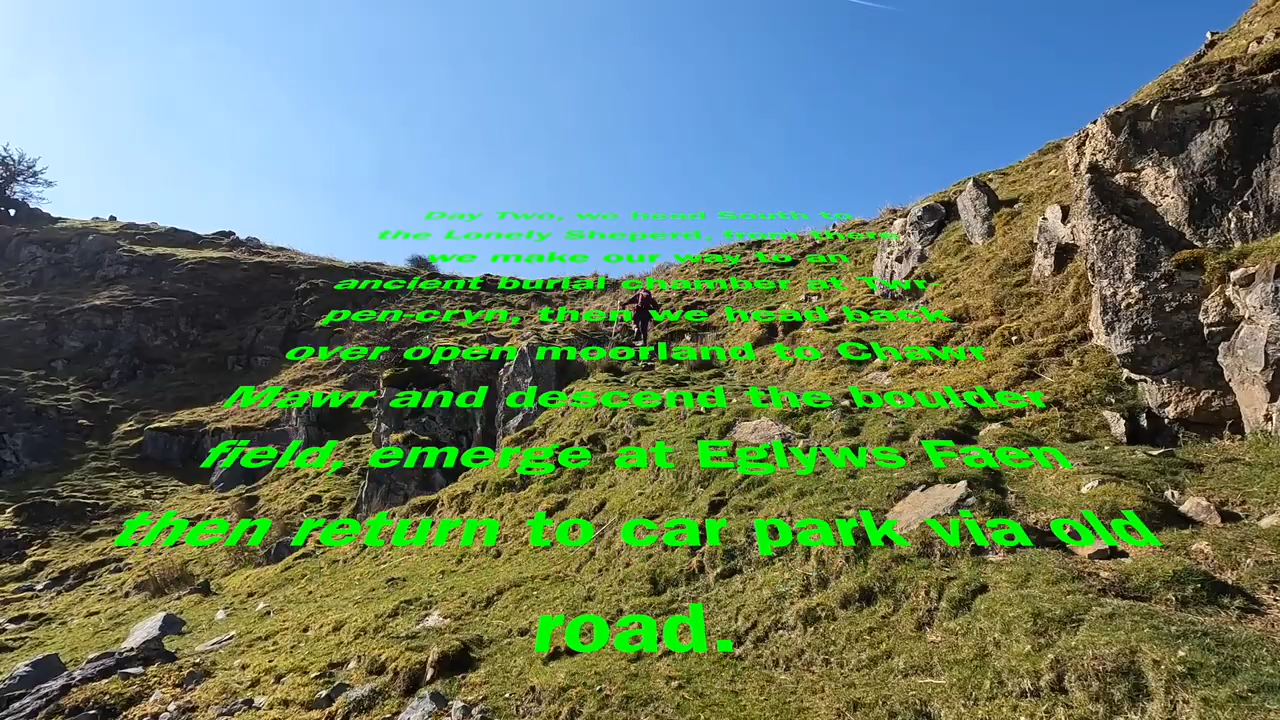 Day Two, we head South to
the Lonely Sheperd, from there
we make our way to an
ancient burial chamber at Twr-
pen-cryn, then we head back
over open moorland to Chawr
Mawr and descend the boulder
field, emerge at Eglyws Faen
then return to car park via old
road.